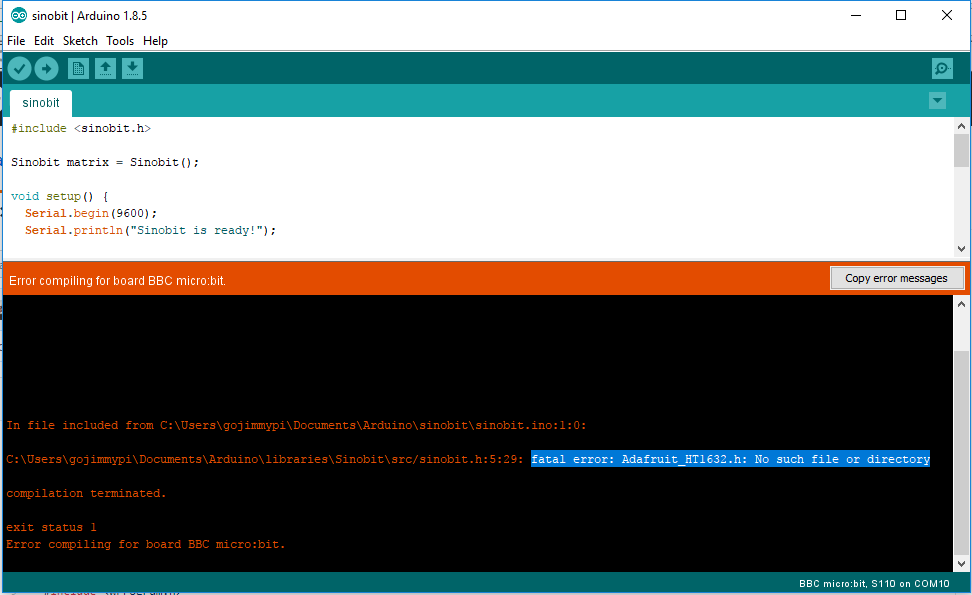 sinobit | Arduino 1.8.5
File Edit Sketch Tools Help
sinobit
#include <sinobit.h>
Sinobit matrix = Sinobit();
void setup() {
Serial.begin(9600);
Serial.println("Sinobit is ready!");
Error compiling for board BBC micro:bit.
Copy error messages
In file included from C:\Users\gojimmypi\Documents\Arduino\sinobit\sinobit.ino:1:0:
C:\Users\gojimmypi\Documents\Arduino\libraries\Sinobit\src/sinobit.h:5:29: fatal error: Adafruit_HT1632.h: No such file or directory
compilation terminated.
exit status 1
Error compiling for board BBC micro:bit.
BBC micro:bit, S110 on COM10